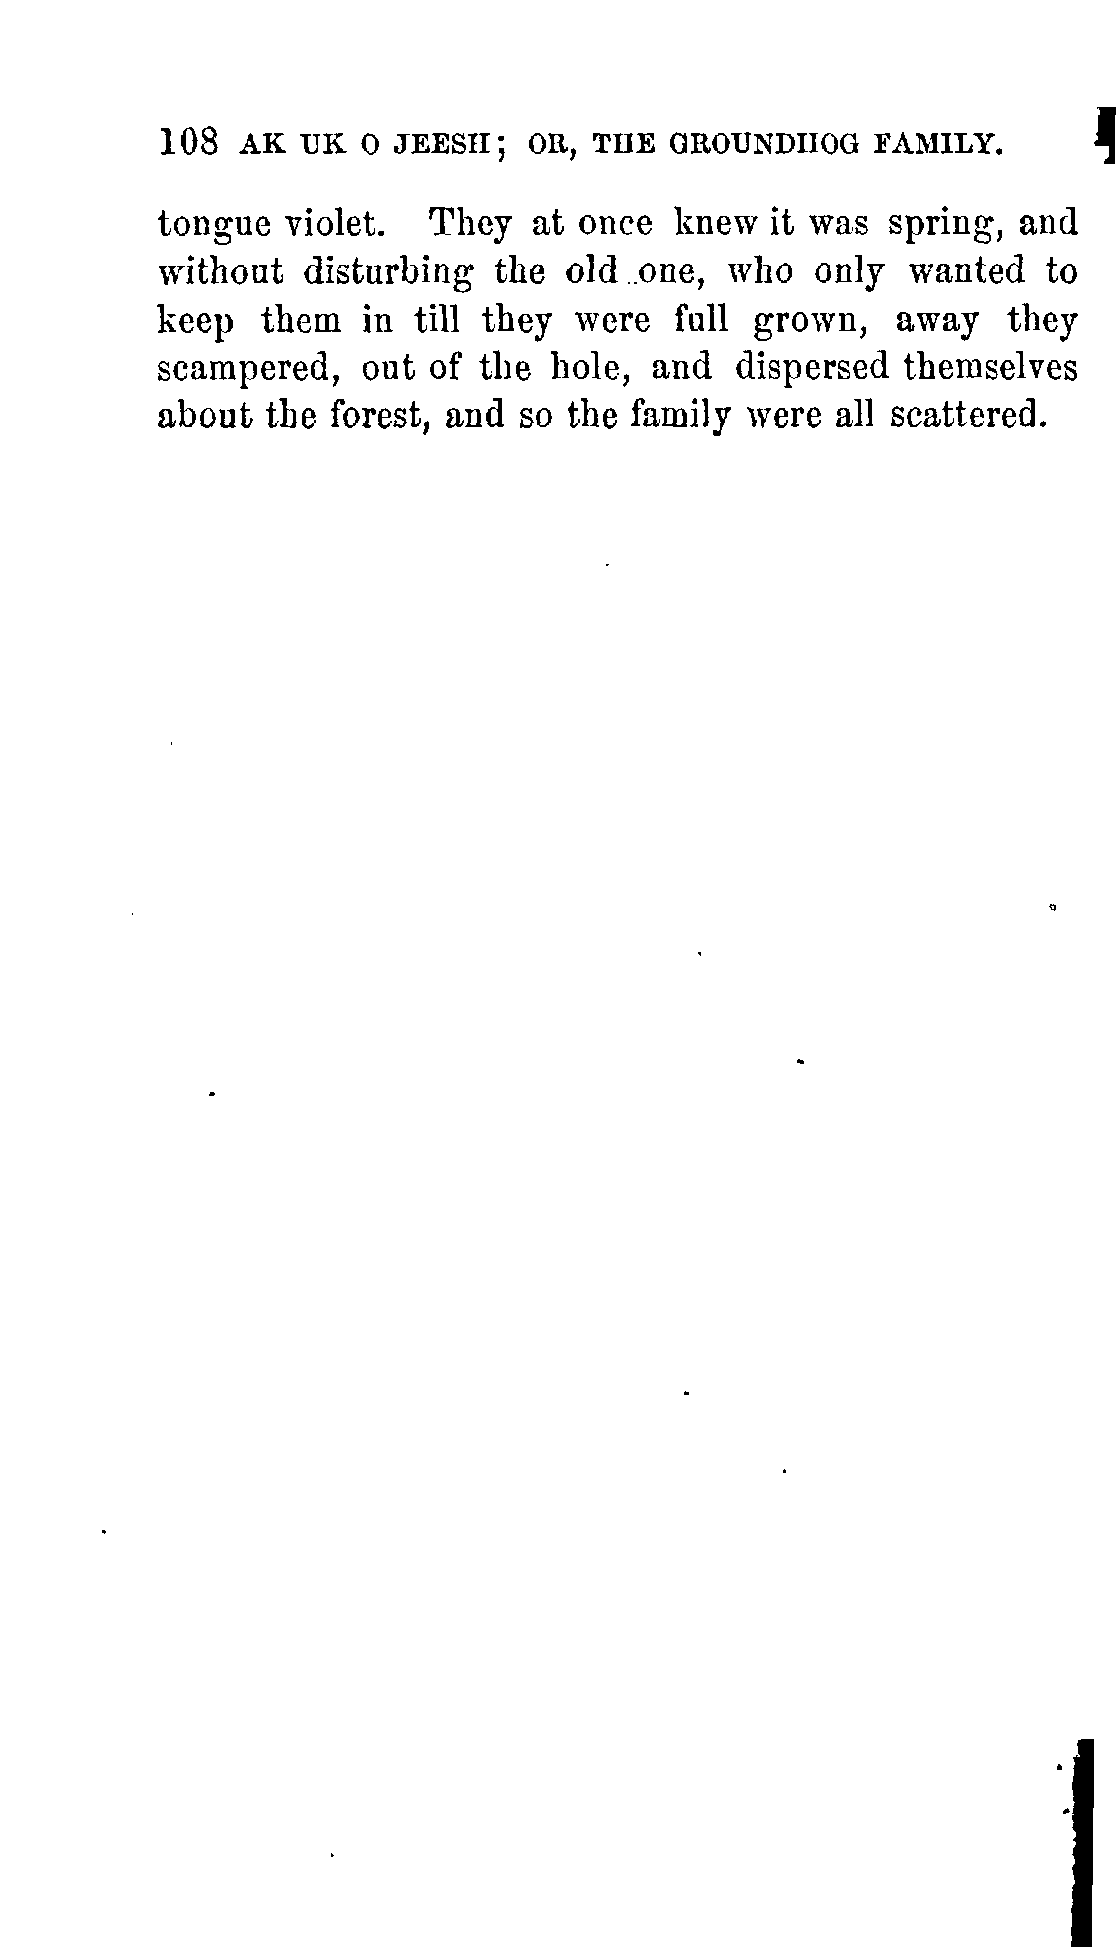 108 AK UK O JEESH; OR, THE GROUNDHOG FAMILY.
tongue violet. They at once knew it was spring, and
without disturbing the old one, who only wanted to
keep them in till they were full grown, away they
scampered, out of the hole, and dispersed themselves
about the forest, and so the family were all scattered.